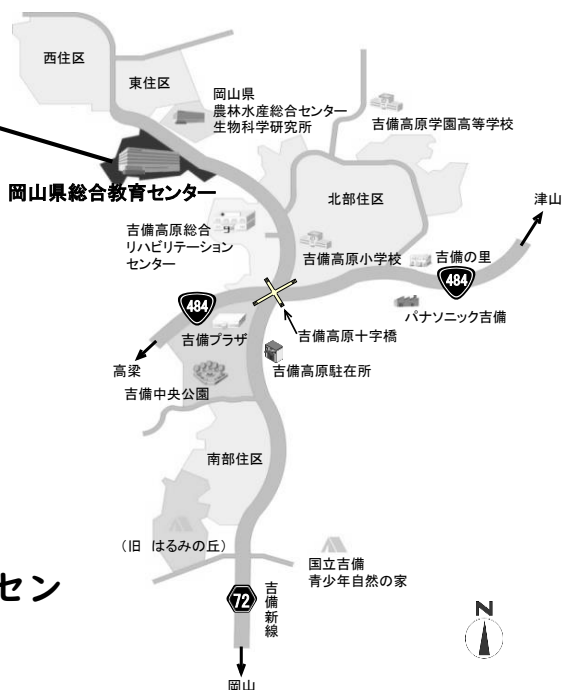 西住区
東住区
岡山県
農林水産総合センター
生物科学研究所
吉備高原学園高等学校
岡山県総合教育センター
北部住区
津山
吉備高原総合
リハビリテーション
センター
吉備高原小学校
吉備の里
484
484
パナソニック吉備
吉備高原十字橋
吉備プラザ
高梁
吉備高原駐在所
吉備中央公園
南部住区
(旧 はるみの丘)
国立吉備
青少年自然の家
セン
72
吉備新線
N
岡山